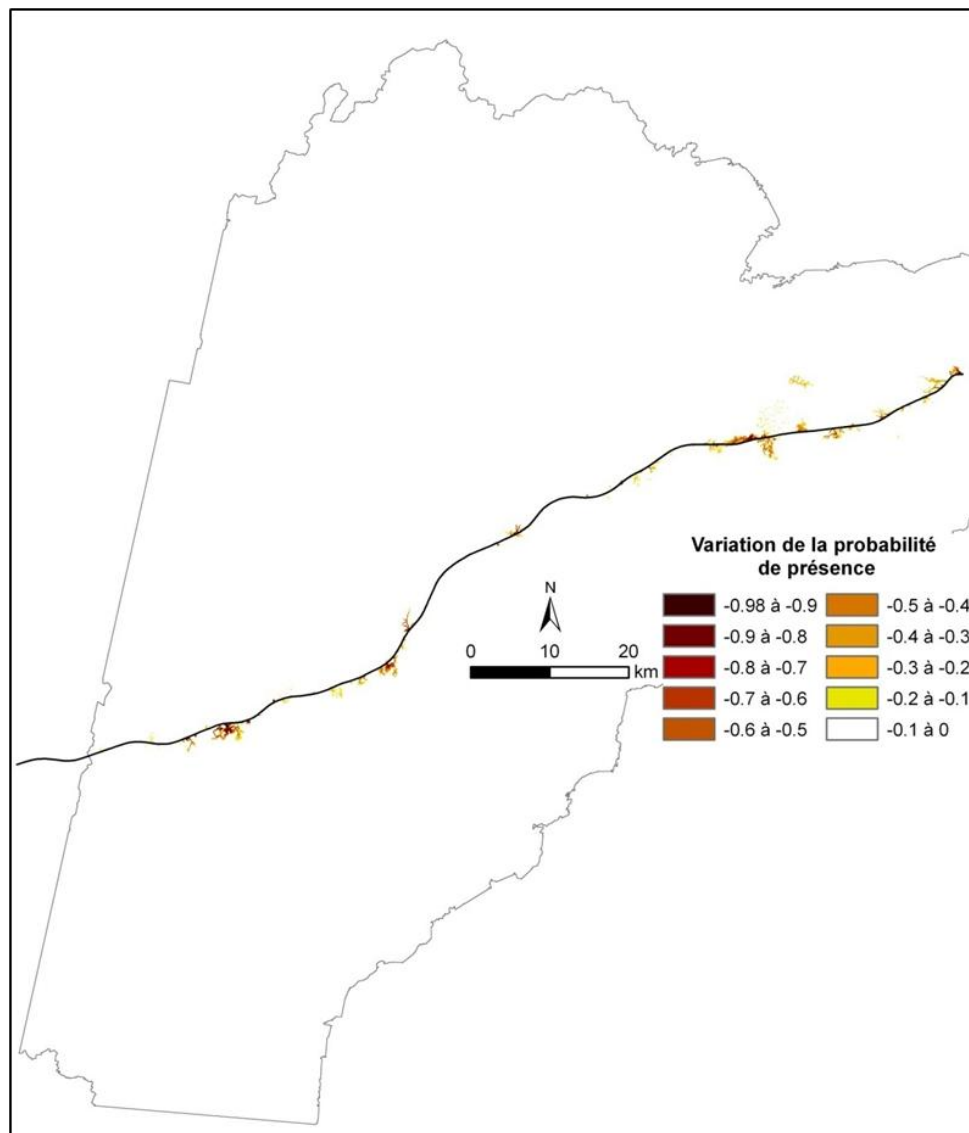 Variation de la probabilité
de présence
N
0 10 20
km
-0.98 à -0.9
-0.9 à -0.8
-0.8 à -0.7
-0.7 à -0.6
-0.6 à -0.5
-0.5 à -0.4
-0.4 à -0.3
-0.3 à -0.2
-0.2 à -0.1
-0.1 à 0